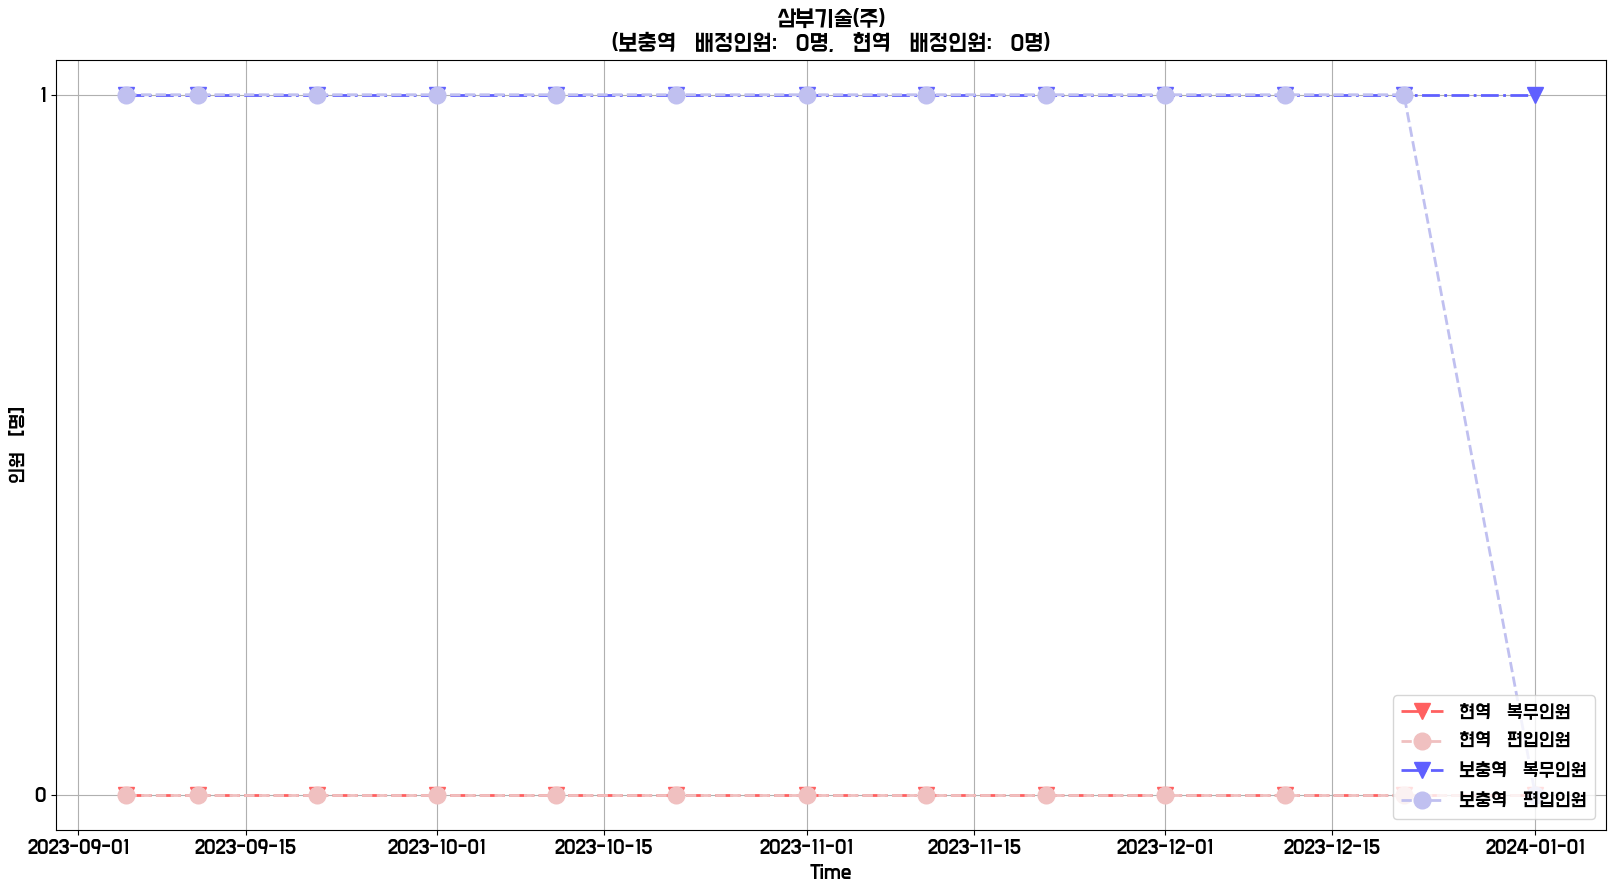 삼부기술(주)
(보충역 배정인원: 0명, 현역 배정인원: 0명)
인원 [명]
1
0
현역 복무인원
현역 편입인원
보충역 복무인원
보충역 편입인원
2023-09-01 2023-09-15 2023-10-01 2023-10-15 2023-11-01 2023-11-15 2023-12-01 2023-12-15 2024-01-01
Time